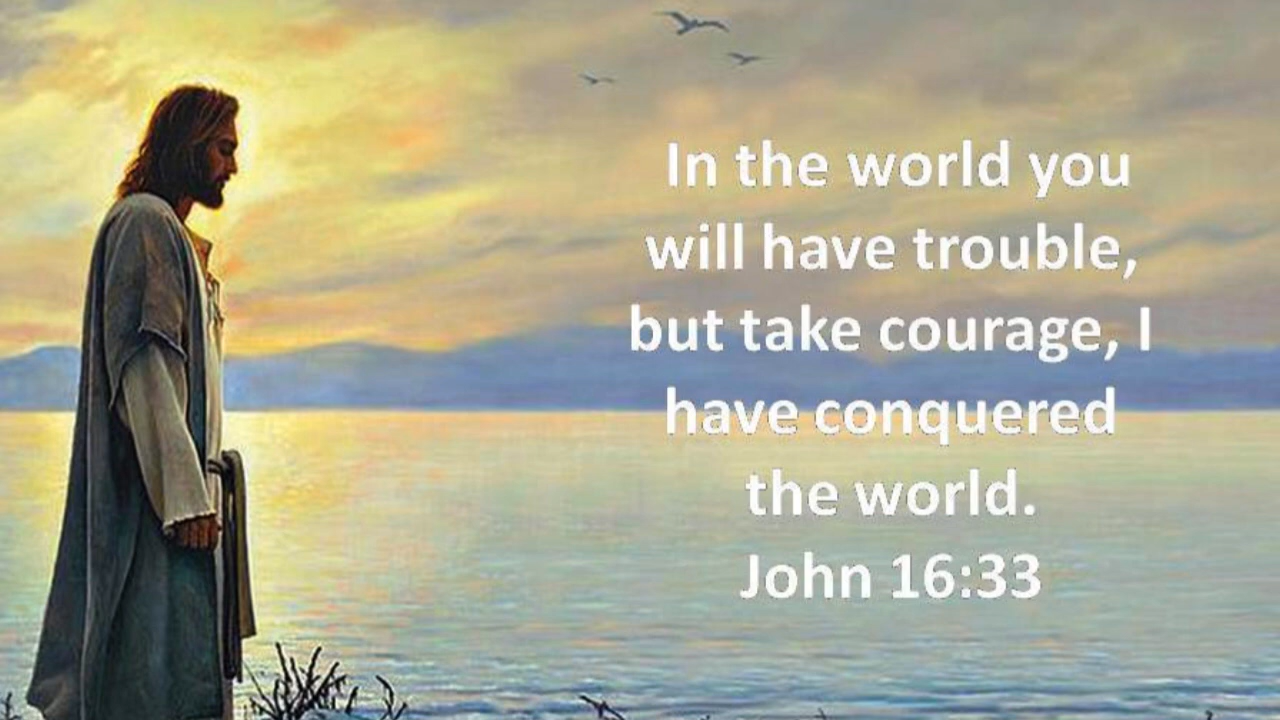 In the world you
will have trouble,
but take courage, I
have conquered
the world.
John 16:33